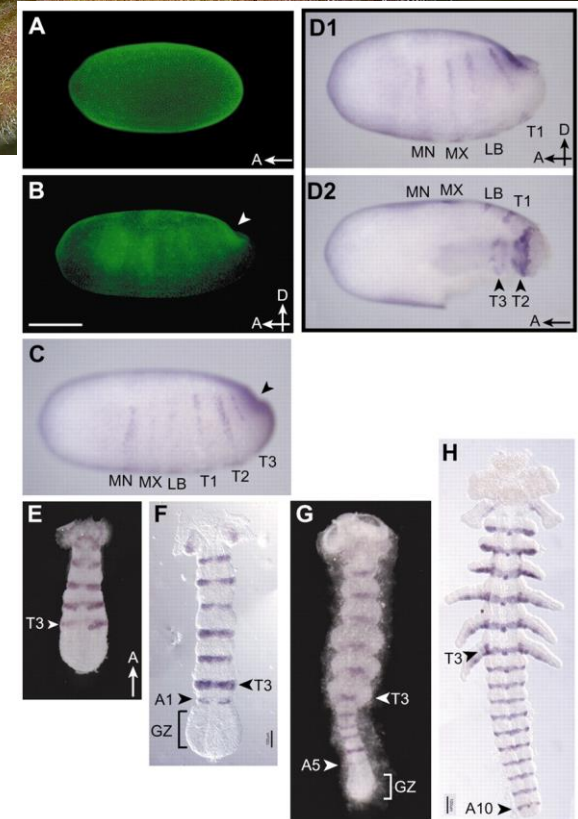 A
A
B
D
A
C
MN MX LB T1 T2 T3
D1
MN MX LB T1
D
A
D2
MN MX LB T1
T3 T2
A
E
T3
A
F
T3
A1
GZ
G
T3
A5
GZ
H
T3
A10